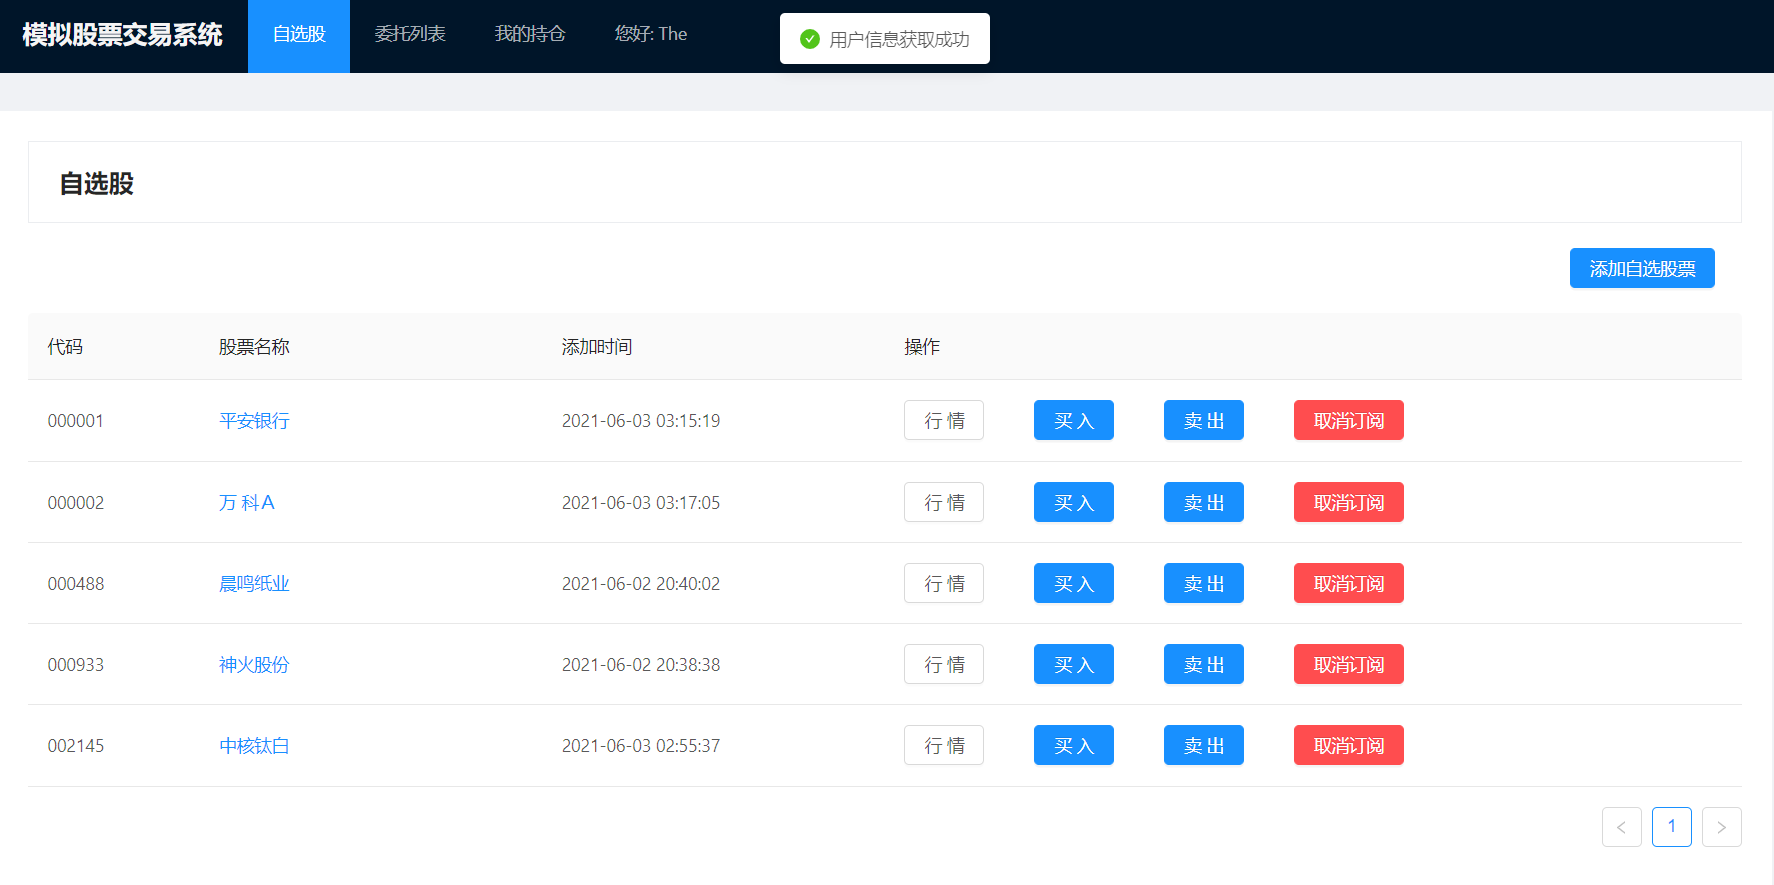 模拟股票交易系统 自选股 委托列表 我的持仓 您好: The
用户信息获取成功
自选股
添加自选股票
代码 股票名称 添加时间 操作
000001 平安银行 2021-06-03 03:15:19 行 情 买 入 卖 出 取消订阅
000002 万 科A 2021-06-03 03:17:05 行 情 买 入 卖 出 取消订阅
000488 晨鸣纸业 2021-06-02 20:40:02 行 情 买 入 卖 出 取消订阅
000933 神火股份 2021-06-02 20:38:38 行 情 买 入 卖 出 取消订阅
002145 中核钛白 2021-06-03 02:55:37 行 情 买 入 卖 出 取消订阅
< 1 >